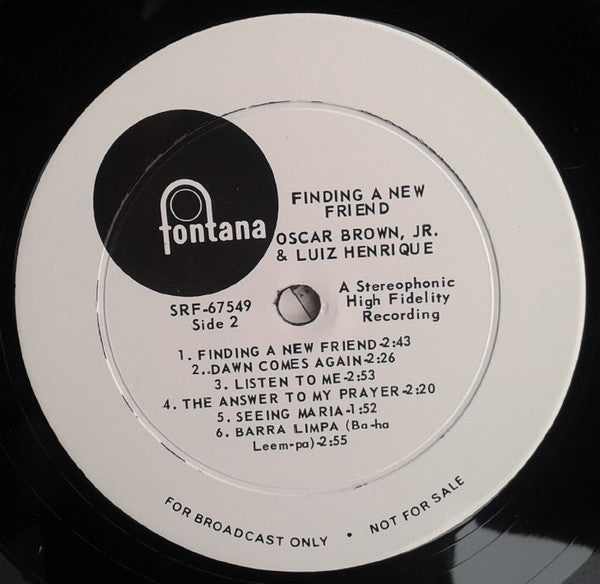 fontana
FINDING A NEW
FRIEND
OSCAR BROWN, JR.
& LUIZ HENRIQUE
SRF-67549
Side 2
A Stereophonic
High Fidelity
Recording
1. FINDING A NEW FRIEND-2:43
2..DAWN COMES AGAIN-2:26
3. LISTEN TO ME-2:53
4. THE ANSWER TO MY PRAYER-2:20
5. SEEING MARIA-1:52
6. BARRA LIMPA (Ba-ha
Leem-pa)-2:55
FOR BROADCAST ONLY • NOT FOR SALE